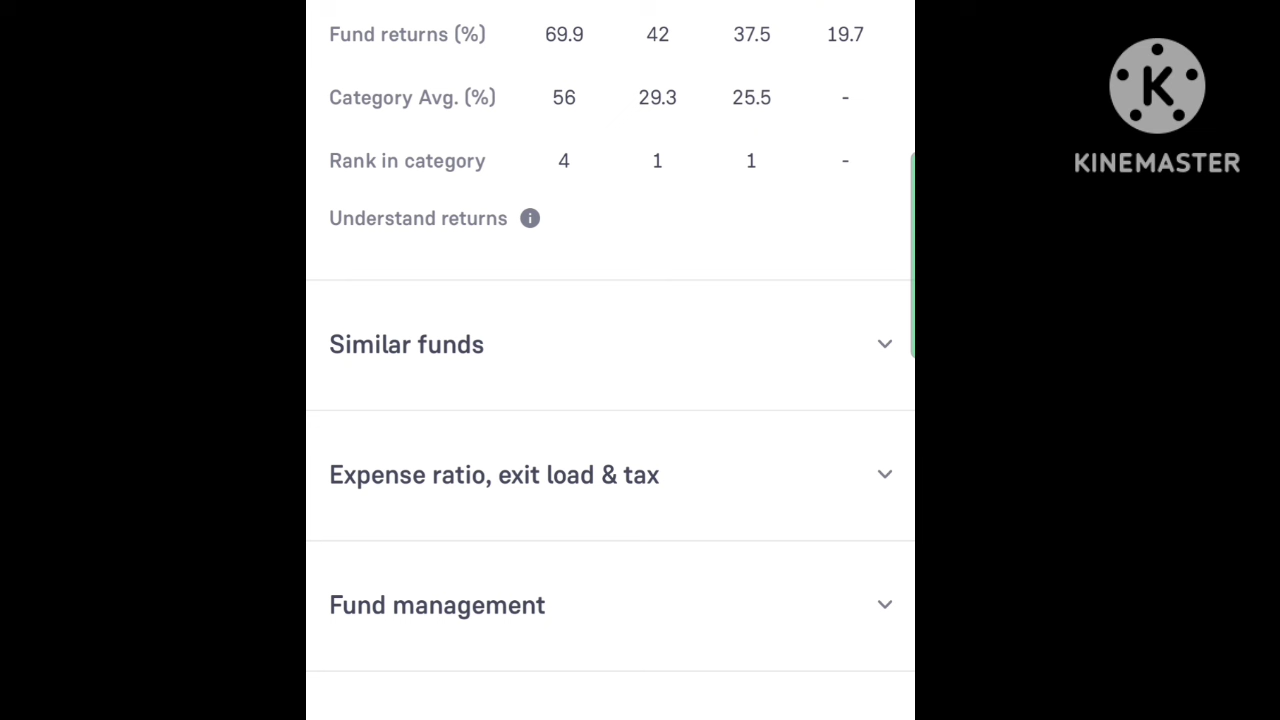 Fund returns (%) 69.9 42 37.5 19.7
Category Avg. (%) 56 29.3 25.5 -
Rank in category 4 1 1 -
Understand returns i
Similar funds
Expense ratio, exit load & tax
Fund management
K
KINEMASTER